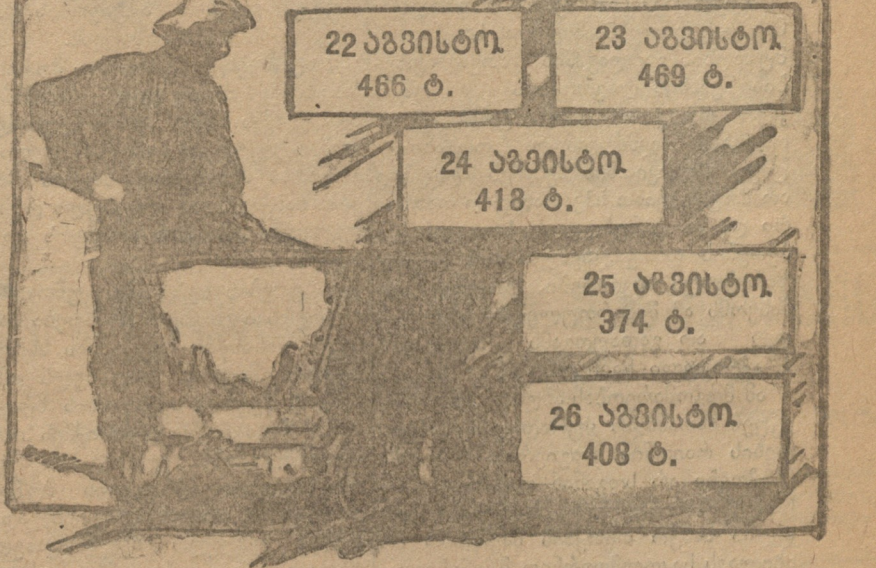 22 აგვისტო.
466 ტ.
23 აგვისტო.
469 ტ.
24 აგვისტო.
418 ტ.
25 აგვისტო.
374 ტ.
26 აგვისტო.
408 ტ.